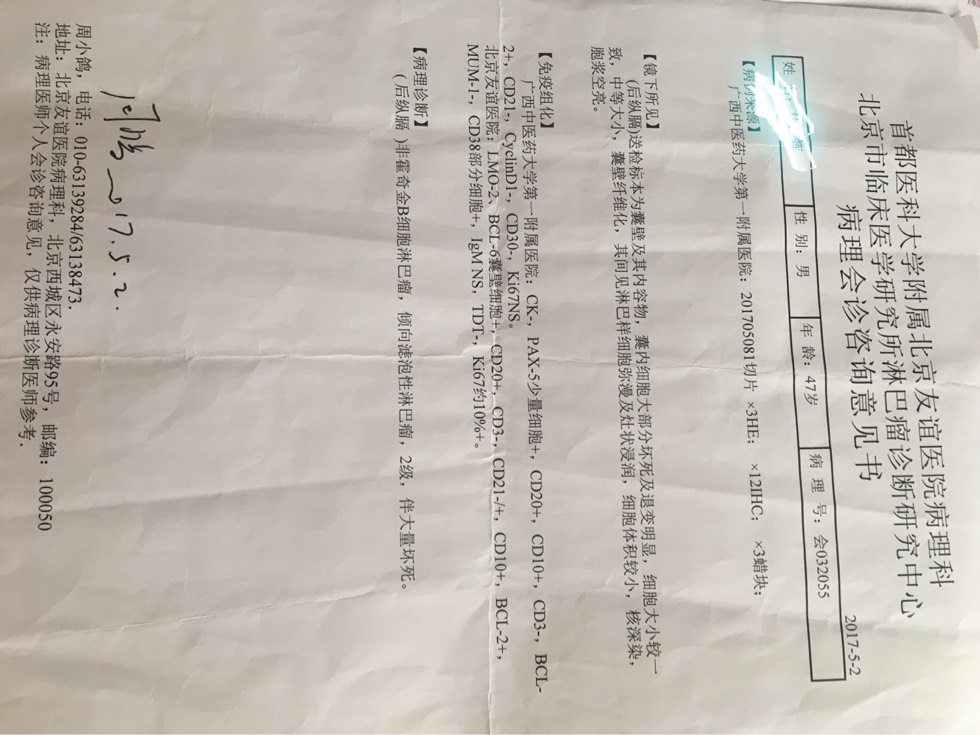 首都医科大学附属北京友谊医院病理科
北京市临床医学研究所淋巴瘤诊断研究中心
病理会诊咨询意见书
2017-5-2
姓 性 别：男 年 龄：47岁 病 理 号：会032055
【病例来源】
广西中医药大学第一附属医院：201705081切片 ×3HE； ×12IHC； ×3蜡块；
【镜下所见】
(后纵膈)送检标本为囊壁及其内容物，囊内细胞大部分坏死及退变明显，细胞大小较一
致，中等大小，囊壁纤维化，其间见淋巴样细胞弥漫及灶状浸润，细胞体积较小，核深染，
胞浆空亮。
【免疫组化】
广西中医药大学第一附属医院：CK-，PAX-5少量细胞+，CD20+，CD10+，CD3-，BCL-
2+，CD21-，CyclinD1-，CD30-，Ki67NS。
北京友谊医院：LMO-2、BCL-6囊壁细胞+，CD20+，CD3-，CD21-/+，CD10+，BCL-2+，
MUM-1-，CD38部分细胞+，IgM NS，TDT-，Ki67约10%+。
【病理诊断】
(后纵膈)非霍奇金B细胞淋巴瘤，倾向滤泡性淋巴瘤，2级，伴大量坏死。
17.5.2.
周小鸽，电话：010-63139284/63138473.
地址：北京友谊医院病理科，北京西城区永安路95号，邮编：100050
注：病理医师个人会诊咨询意见，仅供病理诊断医师参考.